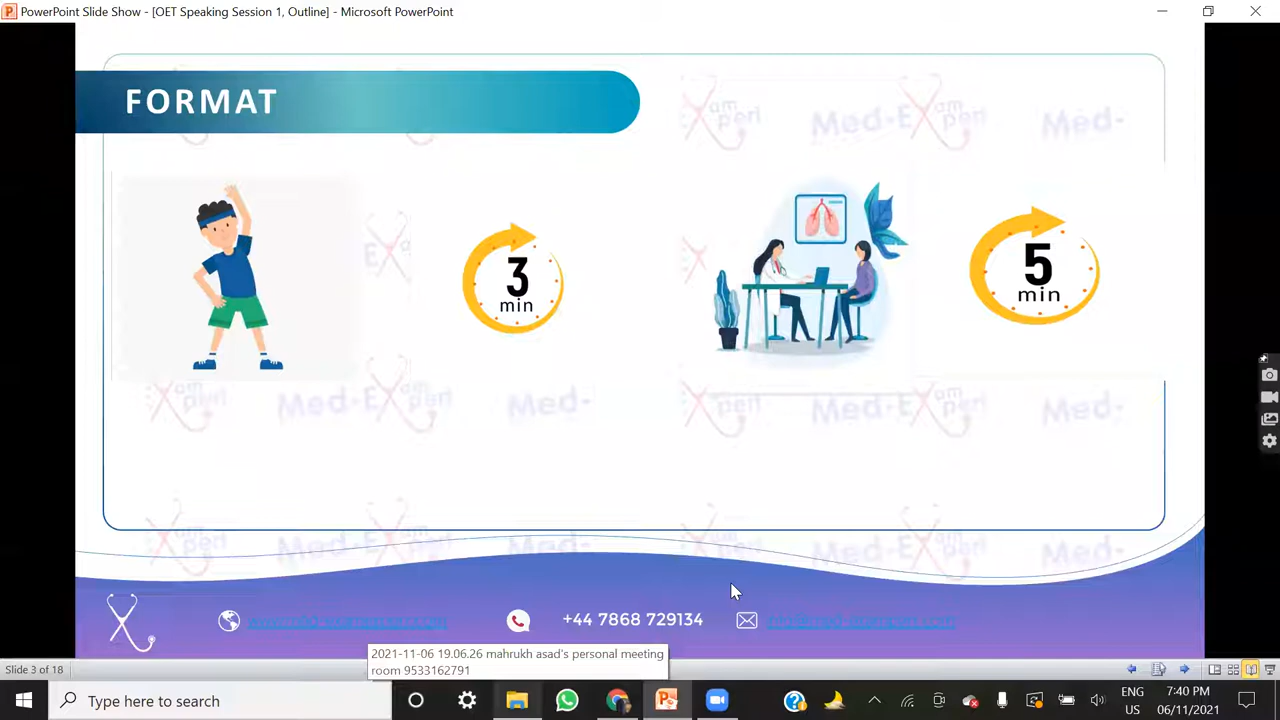 PowerPoint Slide Show - [OET Speaking Session 1, Outline] - Microsoft PowerPoint
FORMAT
3
min
5
min
+44 7868 729134
2021-11-06 19.06.26 mahrukh asad's personal meeting
room 9533162791
Slide 3 of 18
Type here to search
ENG
US
7:40 PM
06/11/2021